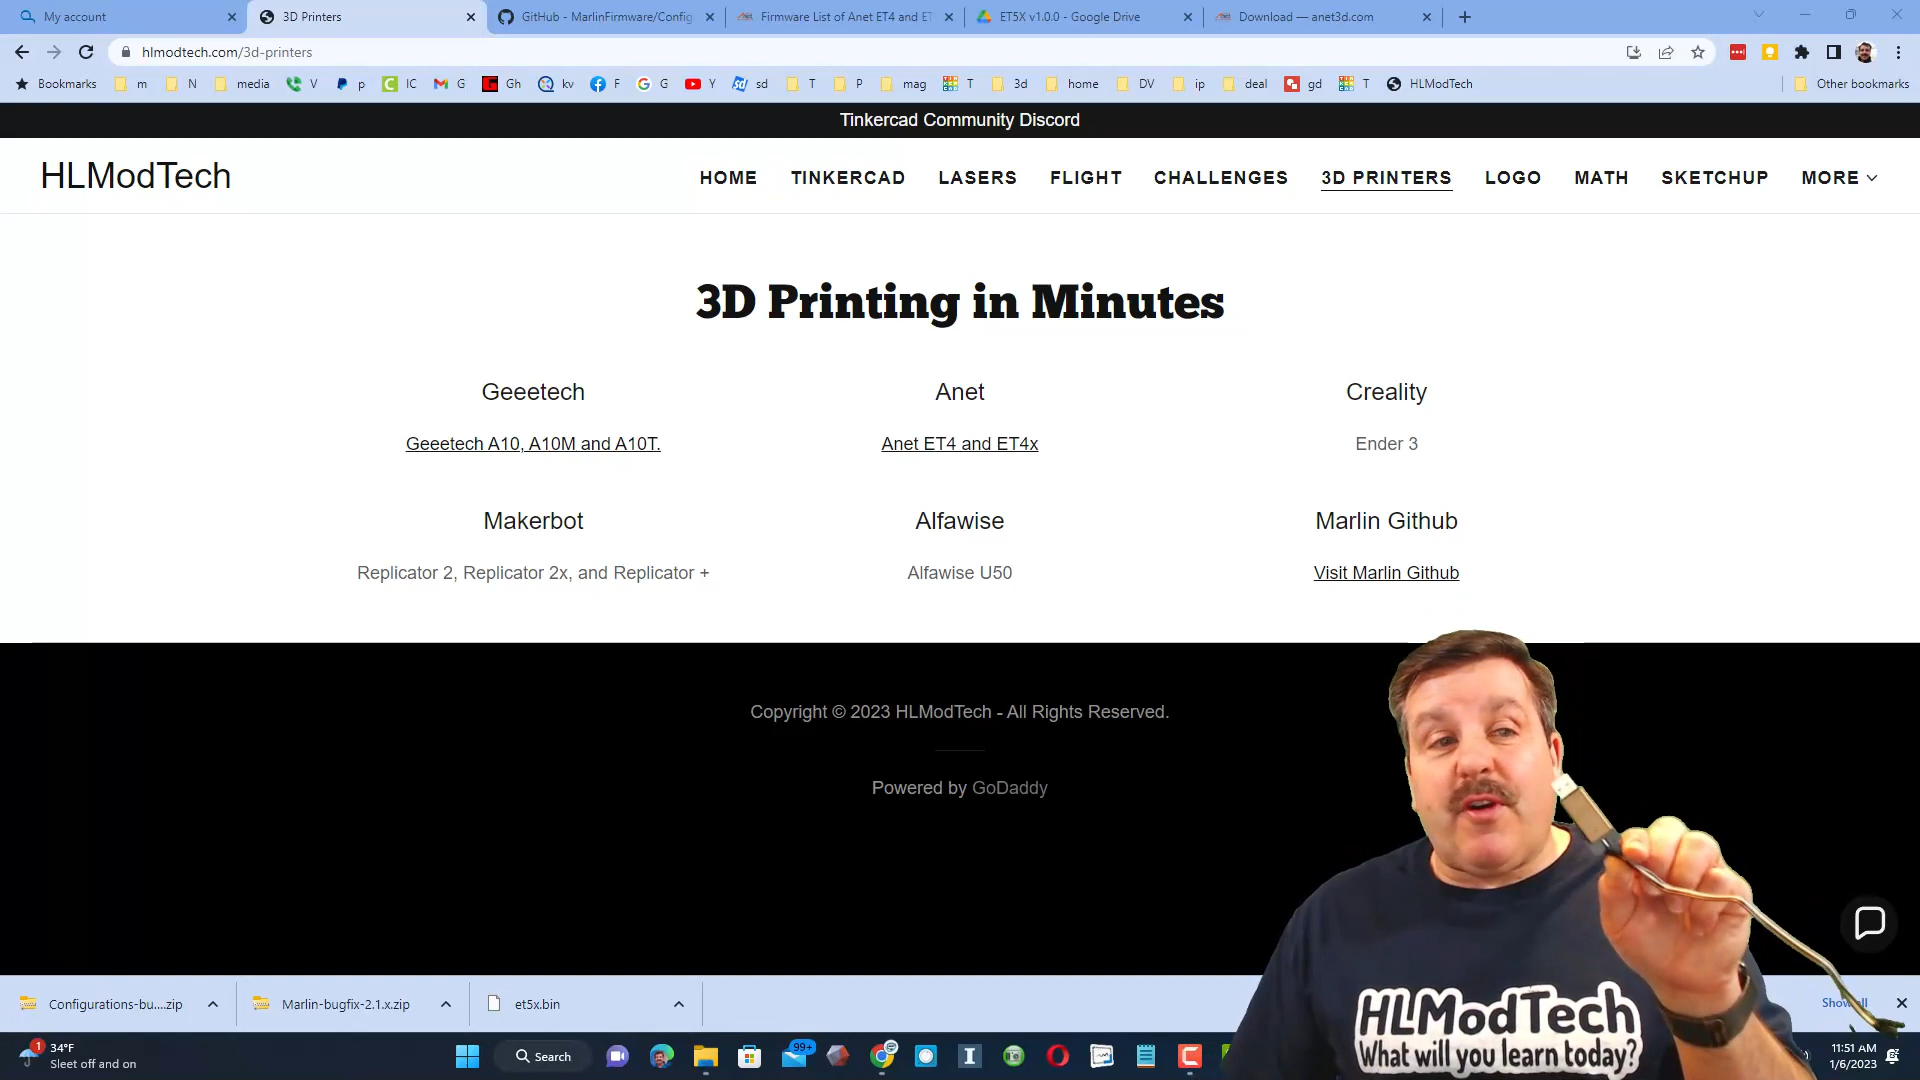 My account
3D Printers
GitHub - MarlinFirmware/Config
Firmware List of Anet ET4 and ET
ET5X v1.0.0 - Google Drive
Download — anet3d.com
hlmodtech.com/3d-printers
Bookmarks m N media V p IC G Gh kv F G Y sd T P mag T 3d home DV ip deal gd T HLModTech Other bookmarks
Tinkercad Community Discord
HLModTech
HOME TINKERCAD LASERS FLIGHT CHALLENGES 3D PRINTERS LOGO MATH SKETCHUP MORE
3D Printing in Minutes
Geeetech Anet Creality
Geeetech A10, A10M and A10T. Anet ET4 and ET4x Ender 3
Makerbot Alfawise Marlin Github
Replicator 2, Replicator 2x, and Replicator + Alfawise U50 Visit Marlin Github
Copyright © 2023 HLModTech - All Rights Reserved.
Powered by GoDaddy
HLModTech
What will you learn today?
Configurations-bu....zip Marlin-bugfix-2.1.x.zip et5x.bin Show all
1 34°F
Sleet off and on
Search
99+
11:51 AM
1/6/2023